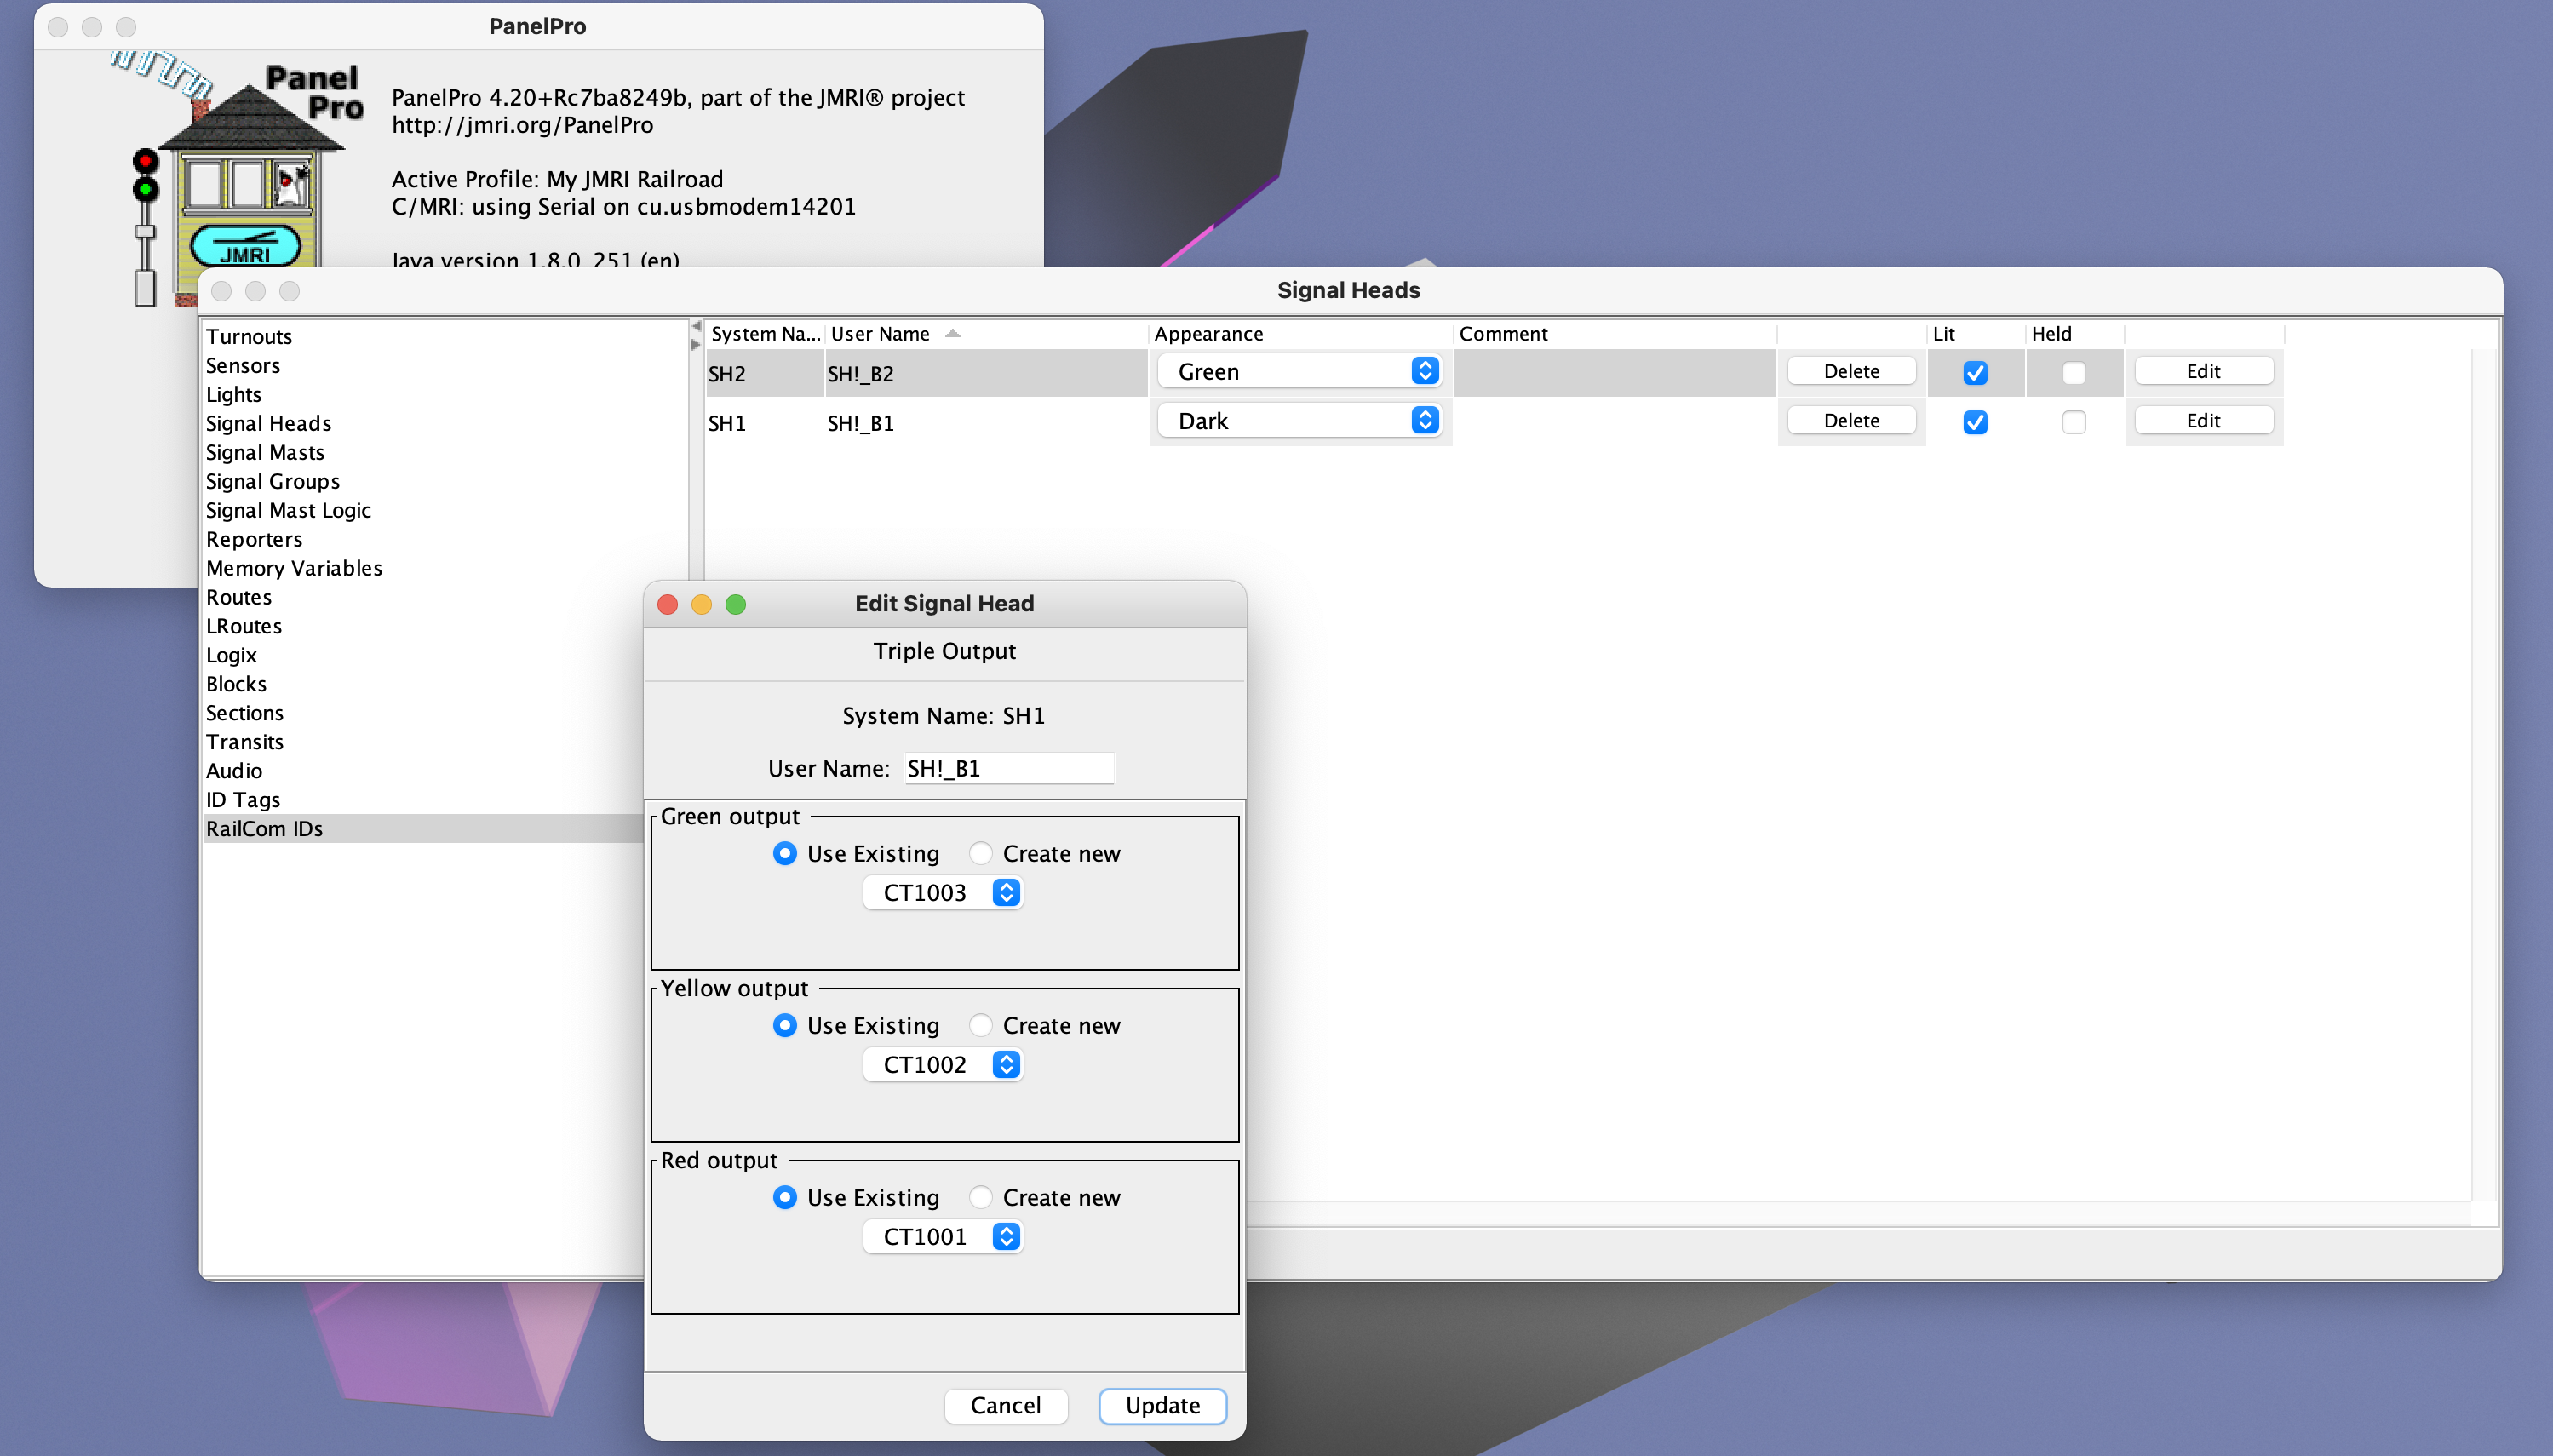 PanelPro
Panel
Pro
PanelPro 4.20+Rc7ba8249b, part of the JMRI® project
http://jmri.org/PanelPro
Active Profile: My JMRI Railroad
C/MRI: using Serial on cu.usbmodem14201
JMRI
Java version 1.8.0_251 (en)
Signal Heads
Turnouts
Sensors
Lights
Signal Heads
Signal Masts
Signal Groups
Signal Mast Logic
Reporters
Memory Variables
Routes
LRoutes
Logix
Blocks
Sections
Transits
Audio
ID Tags
RailCom IDs
System Na... User Name Appearance Comment Lit Held
SH2 SH!_B2 Green Delete Edit
SH1 SH!_B1 Dark Delete Edit
Edit Signal Head
Triple Output
System Name: SH1
User Name: SH!_B1
Green output
Use Existing Create new
CT1003
Yellow output
Use Existing Create new
CT1002
Red output
Use Existing Create new
CT1001
Cancel Update